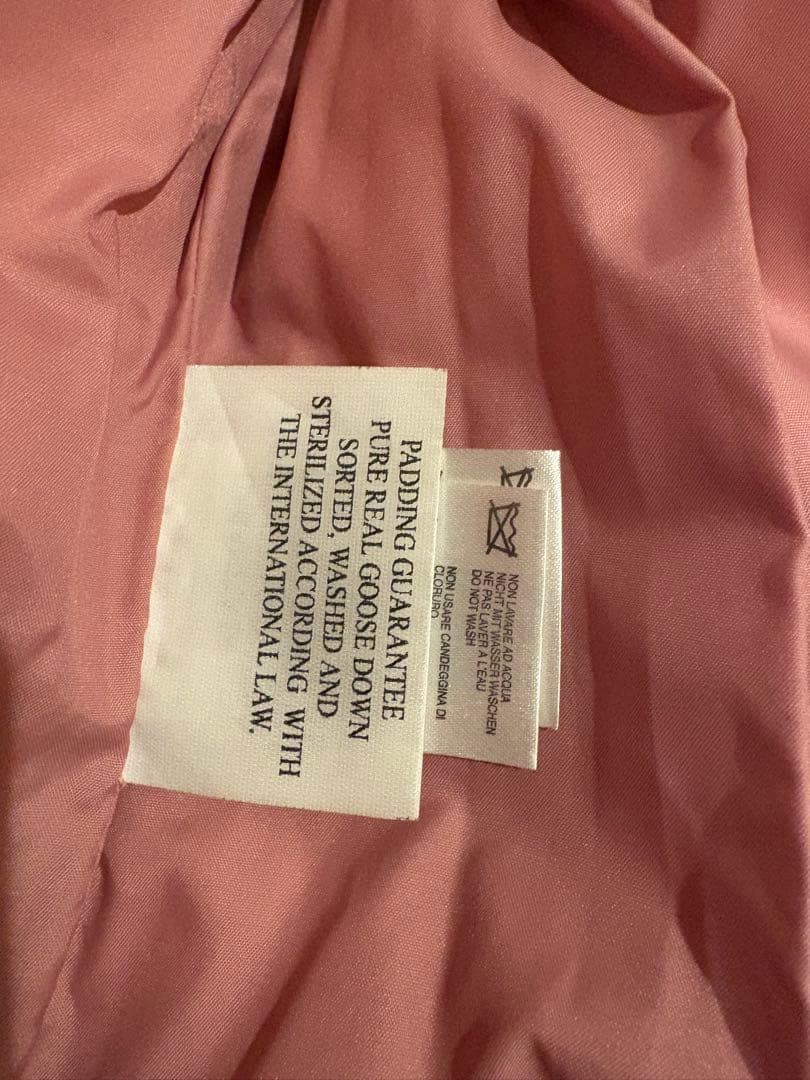 PADDING GUARANTEE
PURE REAL GOOSE DOWN
SORTED, WASHED AND
STERILIZED ACCORDING WITH
THE INTERNATIONAL LAW.
NON LAVARE AD ACQUA
NICHT MIT WASSER WASCHEN
NE PAS LAVER A L'EAU
DO NOT WASH
NON USARE CANDEGGINA DI
CLORURO